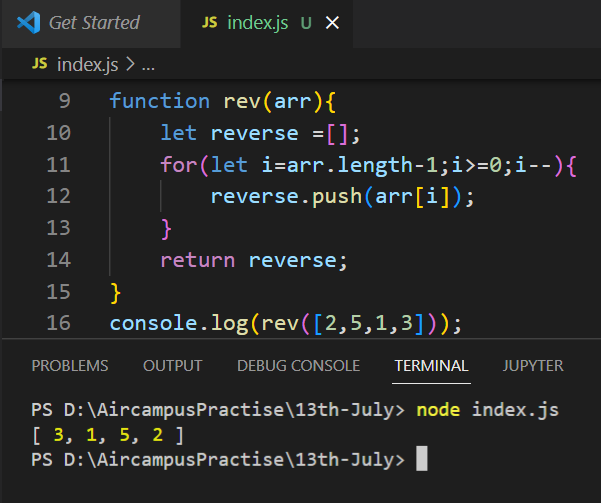 Get Started JS index.js U ×
JS index.js > ...
9 function rev(arr){
10     let reverse =[];
11     for(let i=arr.length-1;i>=0;i--){
12         reverse.push(arr[i]);
13     }
14     return reverse;
15 }
16 console.log(rev([2,5,1,3]));
PROBLEMS OUTPUT DEBUG CONSOLE TERMINAL JUPYTER
PS D:\AircampusPractise\13th-July> node index.js
[ 3, 1, 5, 2 ]
PS D:\AircampusPractise\13th-July>